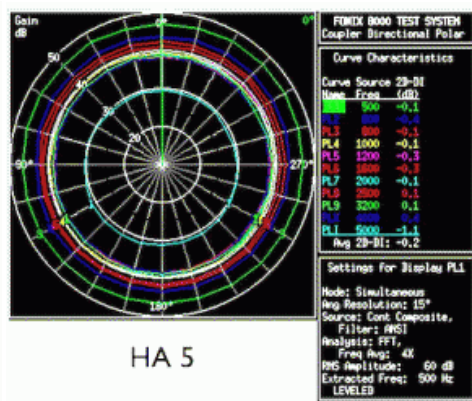 Gain
dB
0°
0°
50
40
20
90°
270°
180°
FONIX 8000 TEST SYSTEM
Coupler Directional Polar
Curve Characteristics
Curve Source 2D-DI
Name Freq (dB)
500 -0.1
PL2
PL3 800 -0.1
PL4 1000 -0.1
PL5 1200 -0.3
PL6 1600 -0.3
PL7 2000 -0.1
PL8 2500 0.1
PL9 3200 0.1
4000
PLI 5000 -1.1
Avg 2D-DI: -0.2
Settings for Display PL1
Mode: Simultaneous
Ang Resolution: 15°
Source: Cont Composite,
Filter: ANSI
Analysis: FFT,
Freq Avg: 4X
RMS Amplitude: 60 dB
Extracted Freq: 500 Hz
LEVELED
HA 5